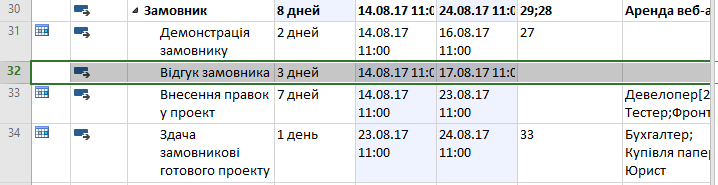 30 Замовник 8 дней 14.08.17 11:0 24.08.17 11:0 29;28 Аренда веб-а
31 Демонстрація замовнику 2 дней 14.08.17 11:00 16.08.17 11:00 27
32 Відгук замовника 3 дней 14.08.17 11:0 17.08.17 11:0
33 Внесення правок у проект 7 дней 14.08.17 11:00 23.08.17 11:00 Девелопер[2 Тестер;Фронт
34 Здача замовникові готового проекту 1 день 23.08.17 11:00 24.08.17 11:00 33 Бухгалтер; Купівля папер Юрист